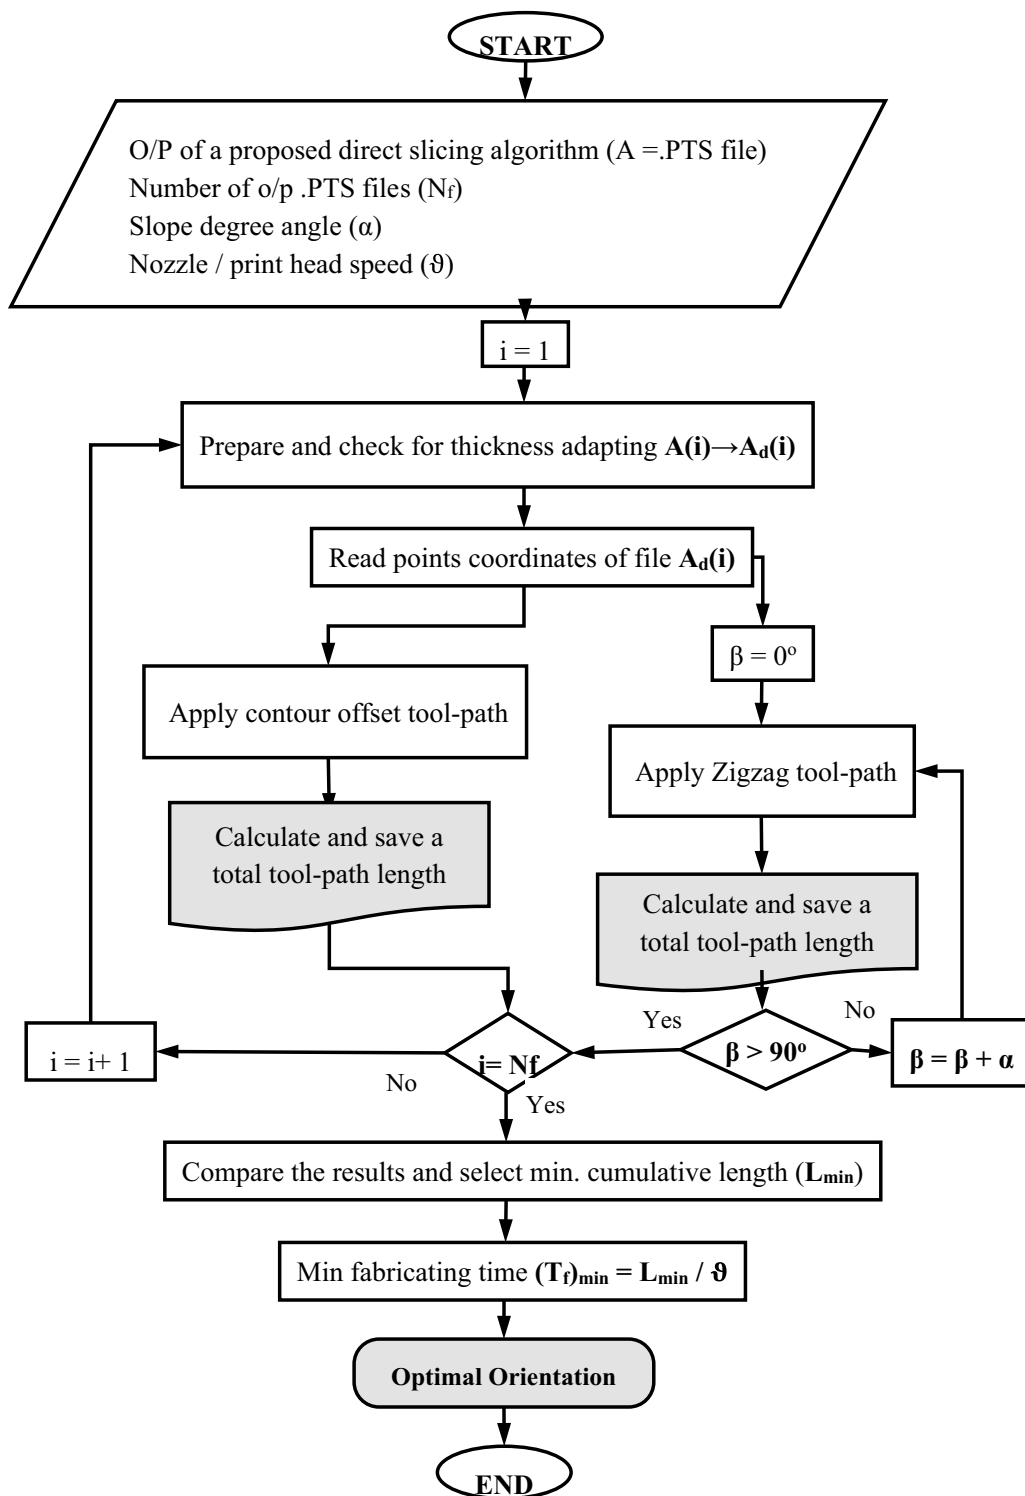 START
O/P of a proposed direct slicing algorithm (A =.PTS file)
Number of o/p .PTS files (Nf)
Slope degree angle (α)
Nozzle / print head speed (ϑ)
i = 1
Prepare and check for thickness adapting A(i)→Ad(i)
Read points coordinates of file Ad(i)
β = 0º
Apply contour offset tool-path
Apply Zigzag tool-path
Calculate and save a
total tool-path length
Calculate and save a
total tool-path length
Yes
No
i = i+ 1
No
i= Nf
β > 90º
β = β + α
Yes
Compare the results and select min. cumulative length (Lmin)
Min fabricating time (Tf)min = Lmin / ϑ
Optimal Orientation
END